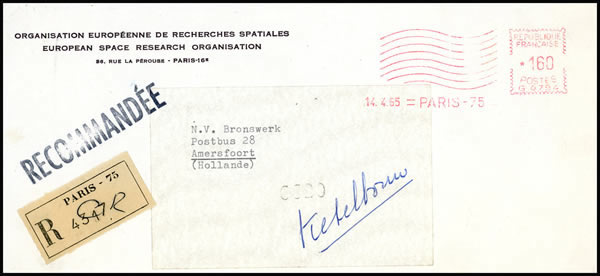 ORGANISATION EUROPÉENNE DE RECHERCHES SPATIALES
EUROPEAN SPACE RESEARCH ORGANISATION
36, RUE LA PÉROUSE - PARIS-16e
REPUBLIQUE
FRANÇAISE
* 160
POSTES
14.4.65 = PARIS - 75
RECOMMANDÉE
N.V. Bronswerk
Postbus 28
Amersfoort
(Hollande)
PARIS - 75
R